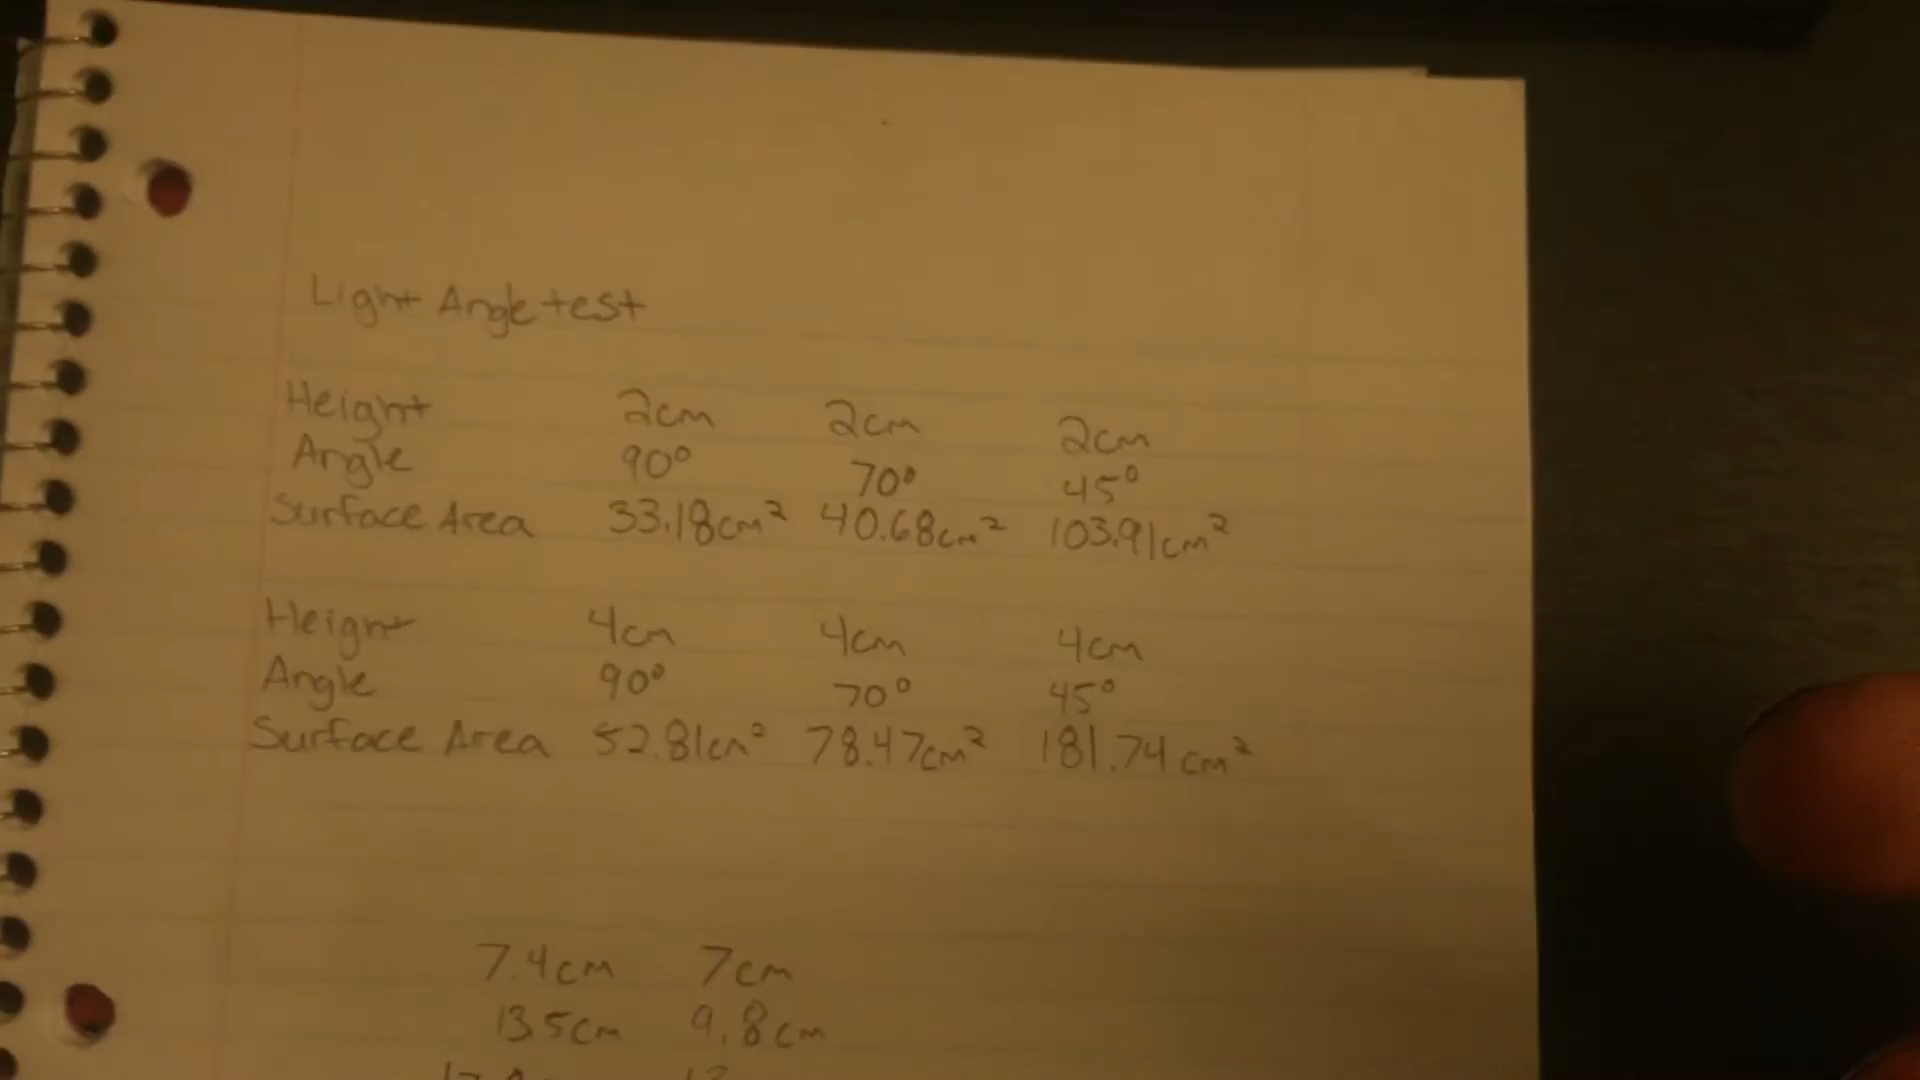 Light Angle test
Height 2cm 2cm 2cm
Angle 90° 70° 45°
Surface Area 33.18cm² 40.68cm² 103.91cm²
Height 4cm 4cm 4cm
Angle 90° 70° 45°
Surface Area 52.81cm² 78.47cm² 181.74cm²
7.4cm 7cm
13.5cm 9.8cm